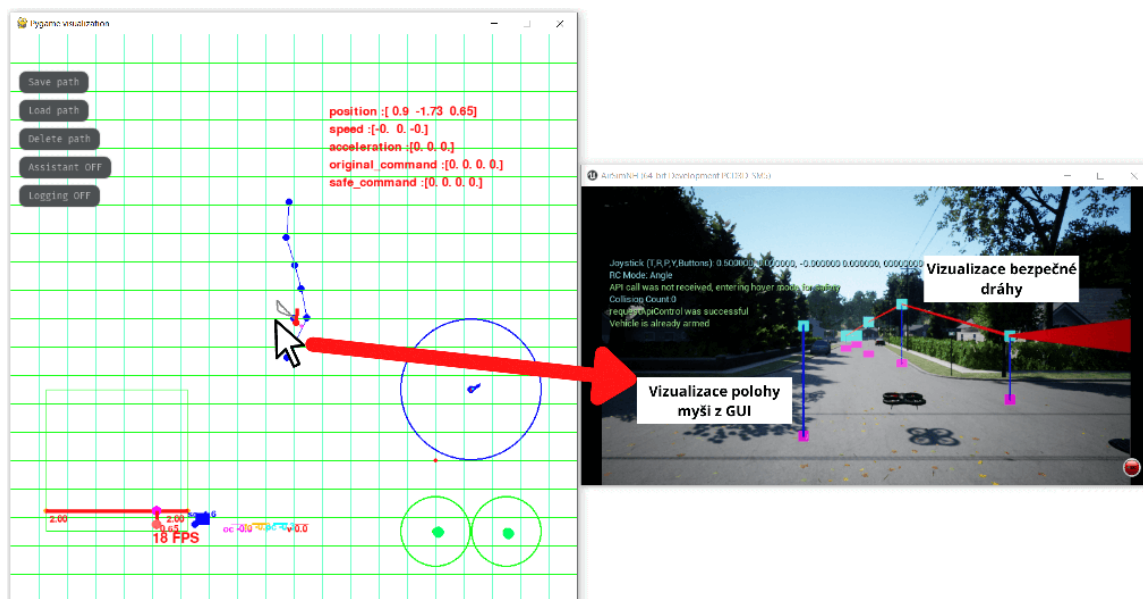 Pygame visualization
Save path
Load path
Delete path
Assistant OFF
Logging OFF
position :[ 0.9 -1.73 0.65]
speed :[-0. 0. -0.]
acceleration :[0. 0. 0.]
original_command :[0. 0. 0. 0.]
safe_command :[0. 0. 0. 0.]
2.00
2.00
0.65
18 FPS
AirSimNH (64-bit Development PCD3D_SM5)
Joystick (T,R,P,Y,Buttons): 0.500000, 0.000000, -0.000000 0.000000,
RC Mode: Angle
API call was not received, entering hover mode for safety
Collision Count:0
requestApiControl was successful
Vehicle is already armed
Vizualizace bezpečné
dráhy
Vizualizace polohy
myši z GUI